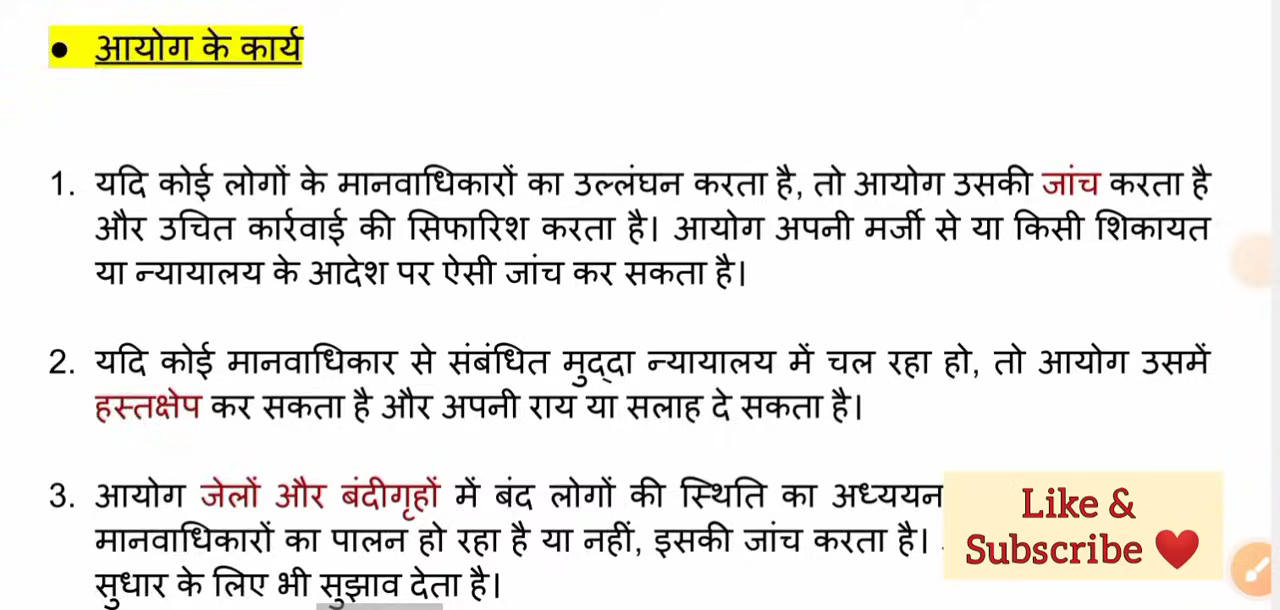 ● आयोग के कार्य
1. यदि कोई लोगों के मानवाधिकारों का उल्लंघन करता है, तो आयोग उसकी जांच करता है
और उचित कार्रवाई की सिफारिश करता है। आयोग अपनी मर्जी से या किसी शिकायत
या न्यायालय के आदेश पर ऐसी जांच कर सकता है।
2. यदि कोई मानवाधिकार से संबंधित मुद्दा न्यायालय में चल रहा हो, तो आयोग उसमें
हस्तक्षेप कर सकता है और अपनी राय या सलाह दे सकता है।
3. आयोग जेलों और बंदीगृहों में बंद लोगों की स्थिति का अध्ययन
मानवाधिकारों का पालन हो रहा है या नहीं, इसकी जांच करता है।
सुधार के लिए भी सुझाव देता है।
Like &
Subscribe ❤️